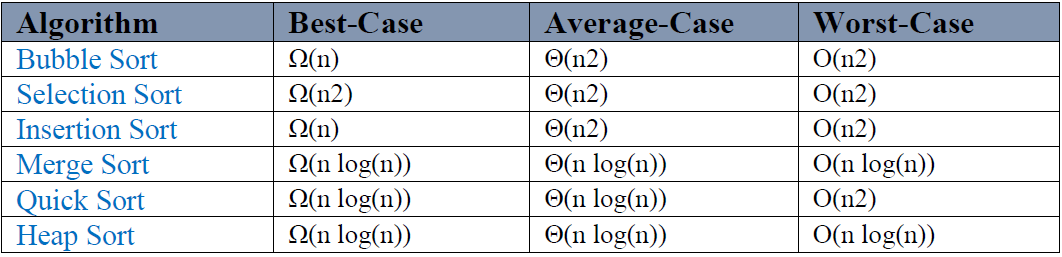 Algorithm Best-Case Average-Case Worst-Case
Bubble Sort Ω(n) Θ(n2) O(n2)
Selection Sort Ω(n2) Θ(n2) O(n2)
Insertion Sort Ω(n) Θ(n2) O(n2)
Merge Sort Ω(n log(n)) Θ(n log(n)) O(n log(n))
Quick Sort Ω(n log(n)) Θ(n log(n)) O(n2)
Heap Sort Ω(n log(n)) Θ(n log(n)) O(n log(n))